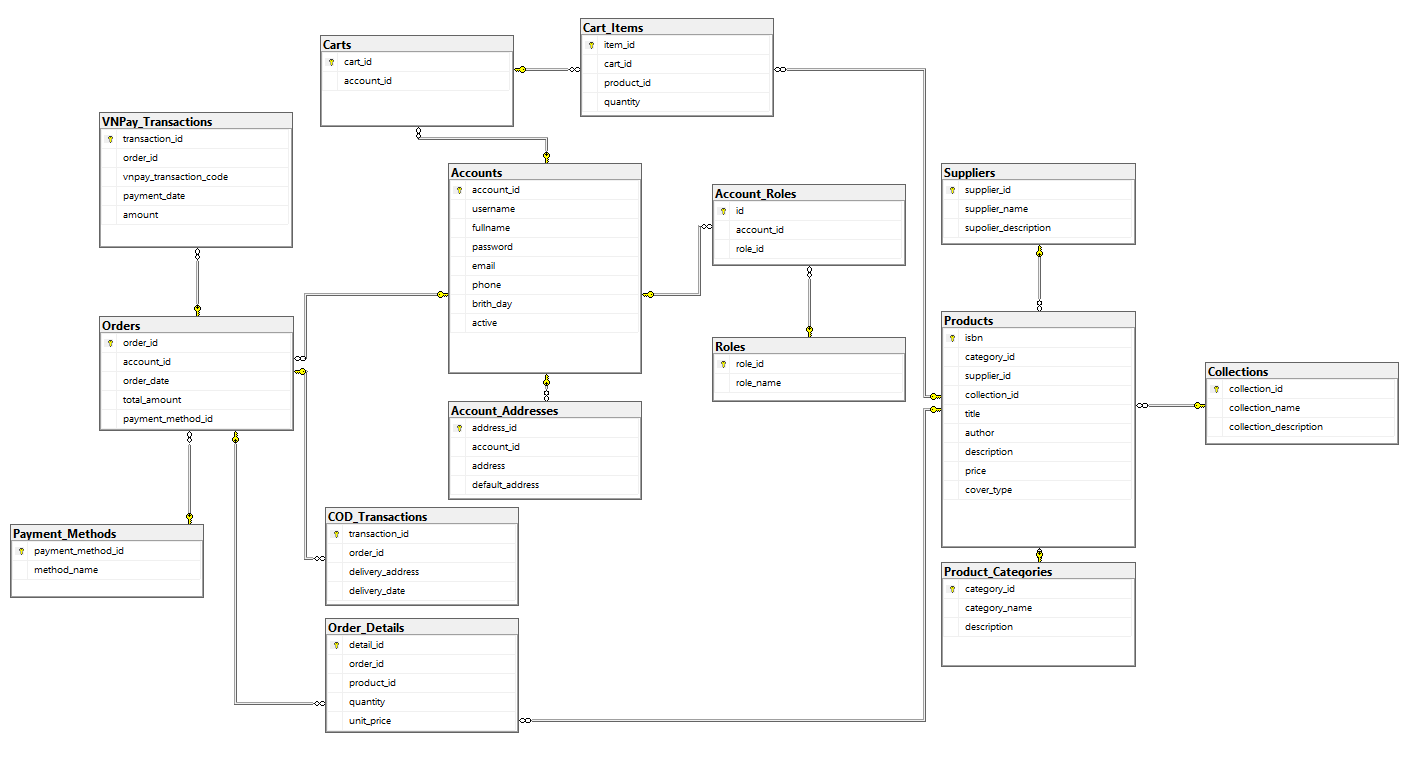 Cart_Items
item_id
cart_id
product_id
quantity
Carts
cart_id
account_id
VNPay_Transactions
transaction_id
order_id
vnpay_transaction_code
payment_date
amount
Accounts
account_id
username
fullname
password
email
phone
brith_day
active
Account_Roles
id
account_id
role_id
Suppliers
supplier_id
supplier_name
supolier_description
Orders
order_id
account_id
order_date
total_amount
payment_method_id
Roles
role_id
role_name
Products
isbn
category_id
supplier_id
collection_id
title
author
description
price
cover_type
Collections
collection_id
collection_name
collection_description
Account_Addresses
address_id
account_id
address
default_address
Payment_Methods
payment_method_id
method_name
COD_Transactions
transaction_id
order_id
delivery_address
delivery_date
Product_Categories
category_id
category_name
description
Order_Details
detail_id
order_id
product_id
quantity
unit_price